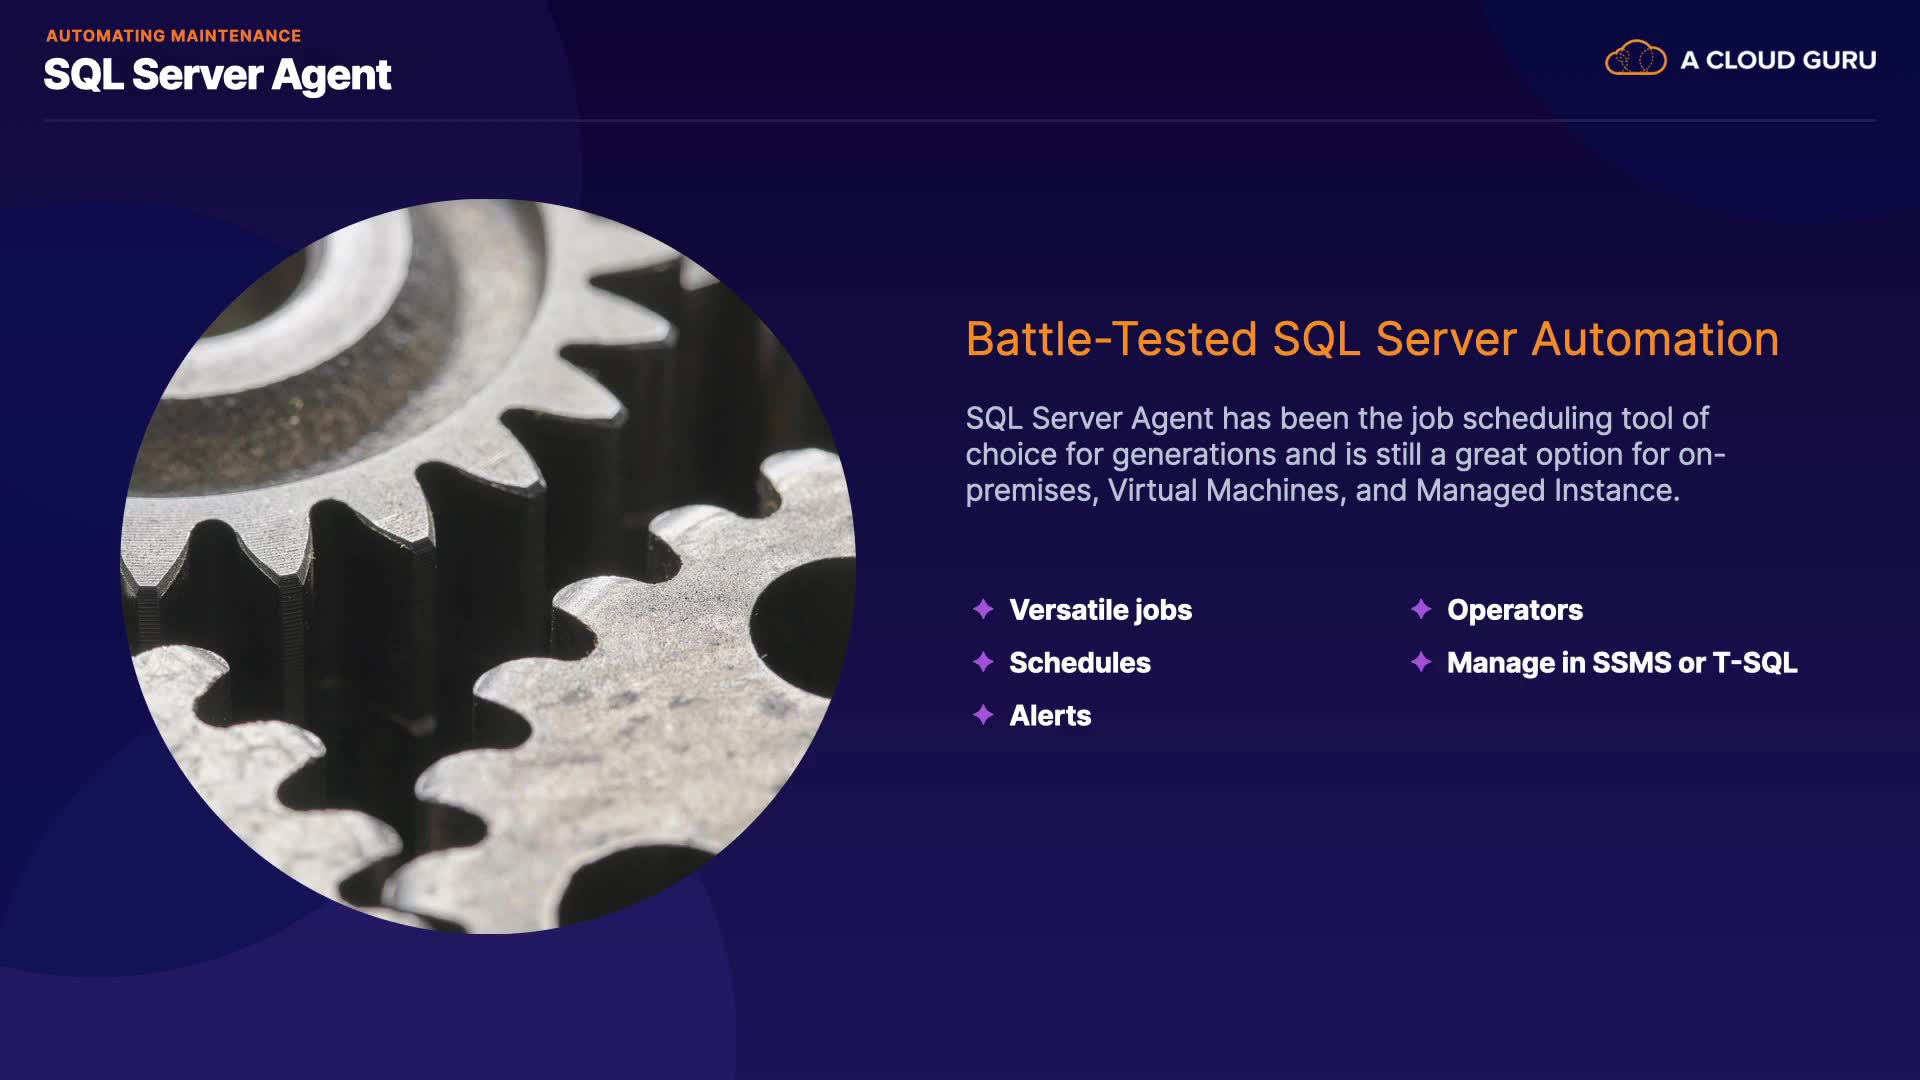 AUTOMATING MAINTENANCE
SQL Server Agent
A CLOUD GURU
Battle-Tested SQL Server Automation
SQL Server Agent has been the job scheduling tool of
choice for generations and is still a great option for on-
premises, Virtual Machines, and Managed Instance.
Versatile jobs
Schedules
Alerts
Operators
Manage in SSMS or T-SQL